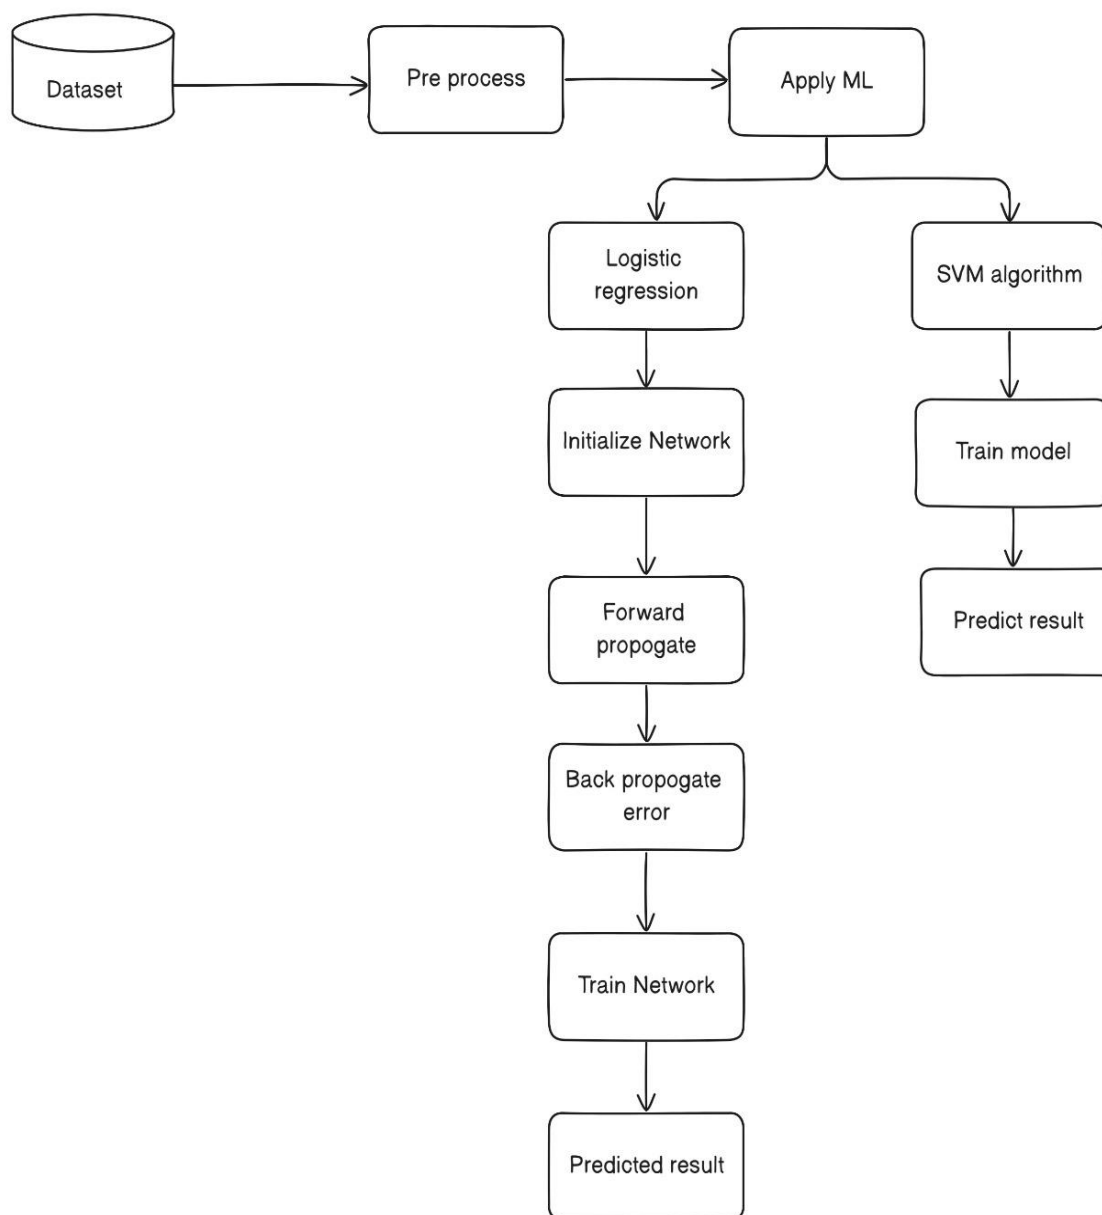 Dataset
Pre process
Apply ML
Logistic
regression
SVM algorithm
Initialize Network
Train model
Forward
propogate
Predict result
Back propogate
error
Train Network
Predicted result